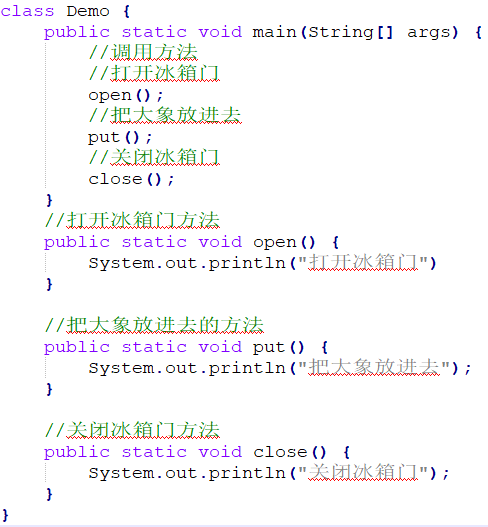 class Demo {
public static void main(String[] args) {
//调用方法
//打开冰箱门
open();
//把大象放进去
put();
//关闭冰箱门
close();
}
//打开冰箱门方法
public static void open() {
System.out.println("打开冰箱门")
}
//把大象放进去的方法
public static void put() {
System.out.println("把大象放进去");
}
//关闭冰箱门方法
public static void close() {
System.out.println("关闭冰箱门");
}
}